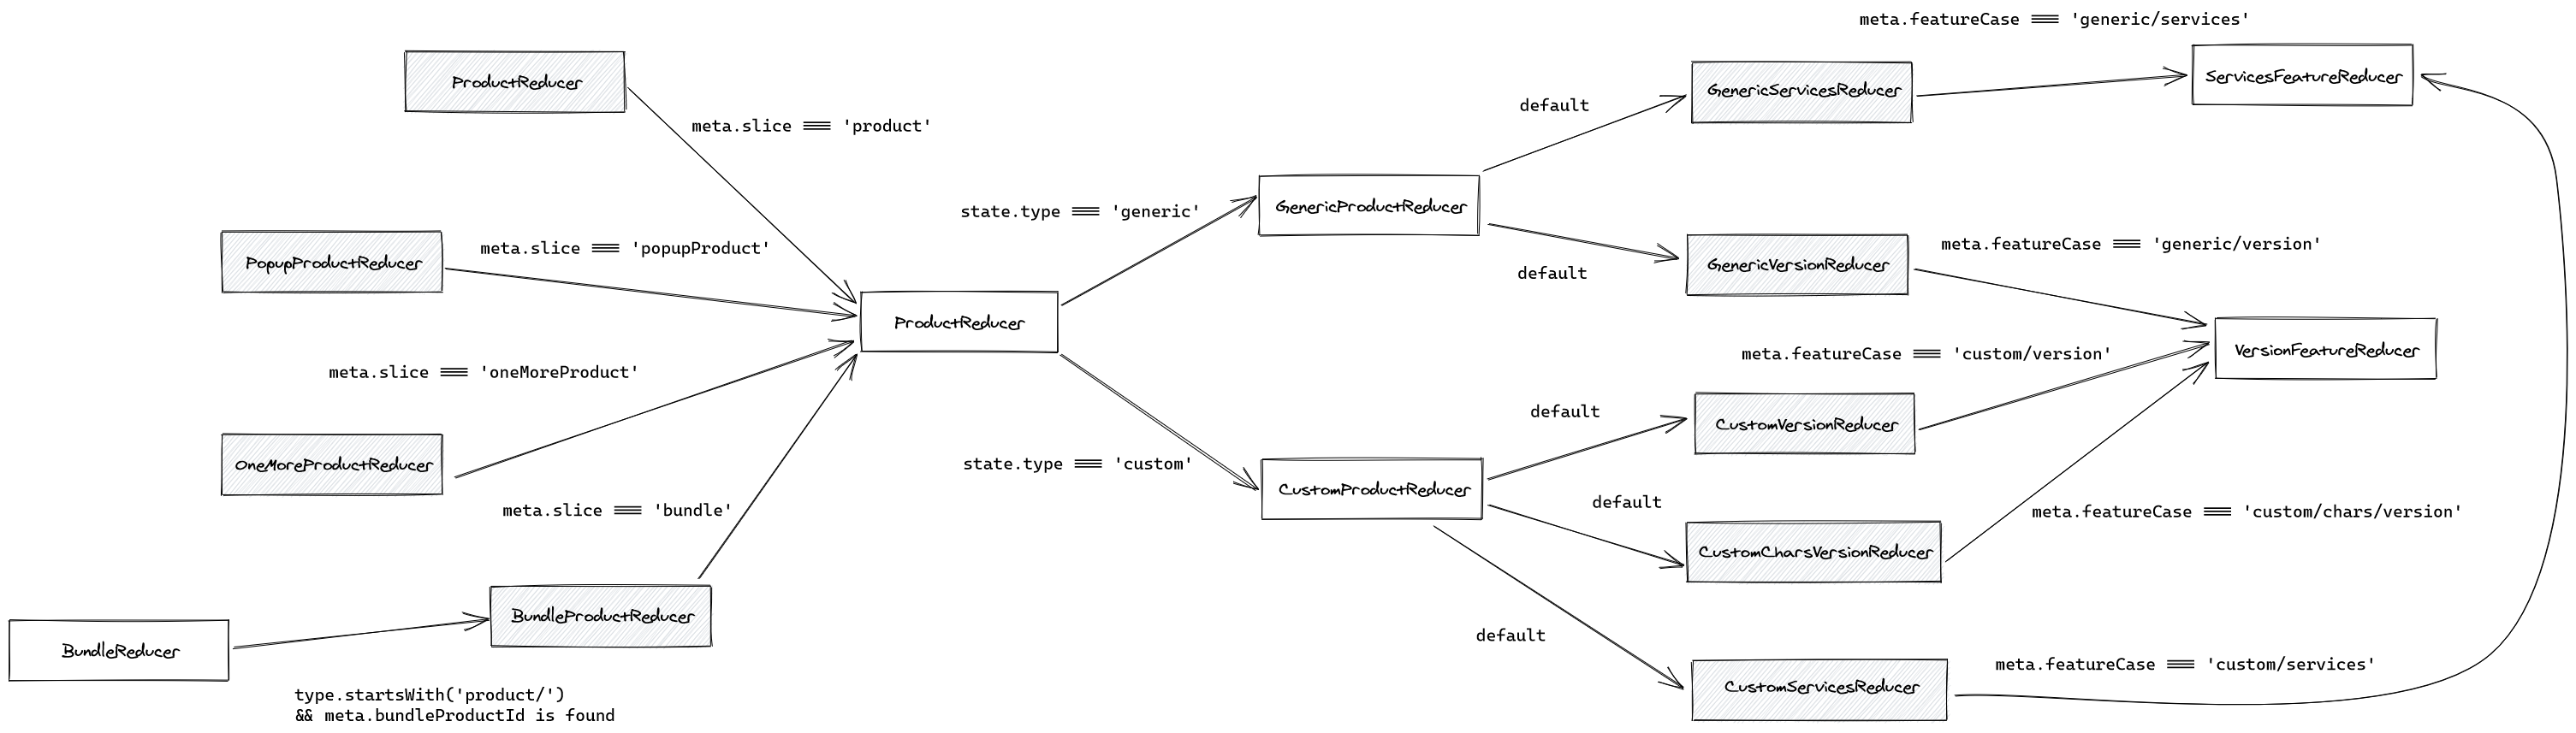 meta.featureCase === 'generic/services'
ProductReducer
meta.slice === 'product'
default
GenericServicesReducer
ServicesFeatureReducer
PopupProductReducer
meta.slice === 'popupProduct'
state.type === 'generic'
GenericProductReducer
default
GenericVersionReducer
meta.featureCase === 'generic/version'
ProductReducer
meta.slice === 'oneMoreProduct'
meta.featureCase === 'custom/version'
VersionFeatureReducer
OneMoreProductReducer
meta.slice === 'bundle'
state.type === 'custom'
CustomProductReducer
default
CustomVersionReducer
default
CustomCharsVersionReducer
meta.featureCase === 'custom/chars/version'
BundleReducer
BundleProductReducer
type.startsWith('product/')
&& meta.bundleProductId is found
default
CustomServicesReducer
meta.featureCase === 'custom/services'